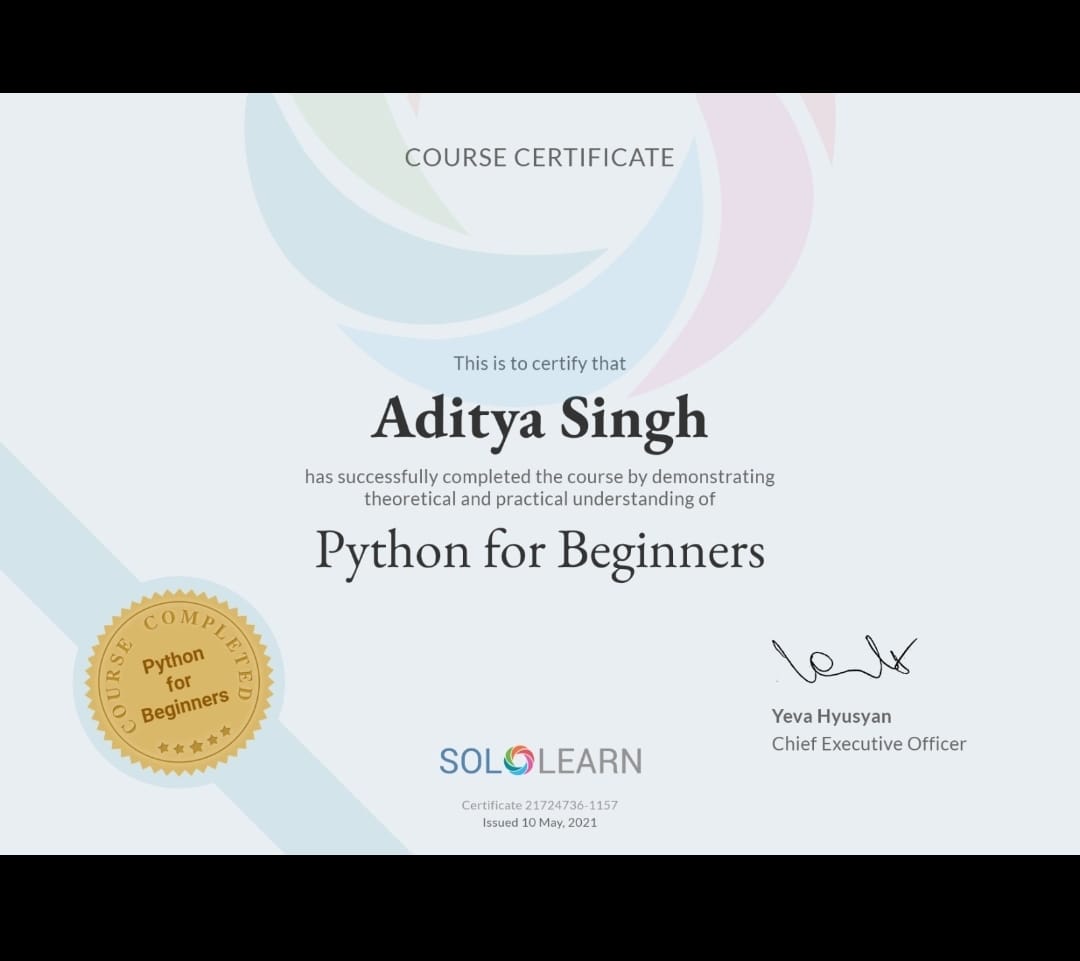 COURSE CERTIFICATE
This is to certify that
Aditya Singh
has successfully completed the course by demonstrating
theoretical and practical understanding of
Python for Beginners
COURSE COMPLETED
Python
for
Beginners
Yeva Hyusyan
Chief Executive Officer
SOLOLEARN
Certificate 21724736-1157
Issued 10 May, 2021